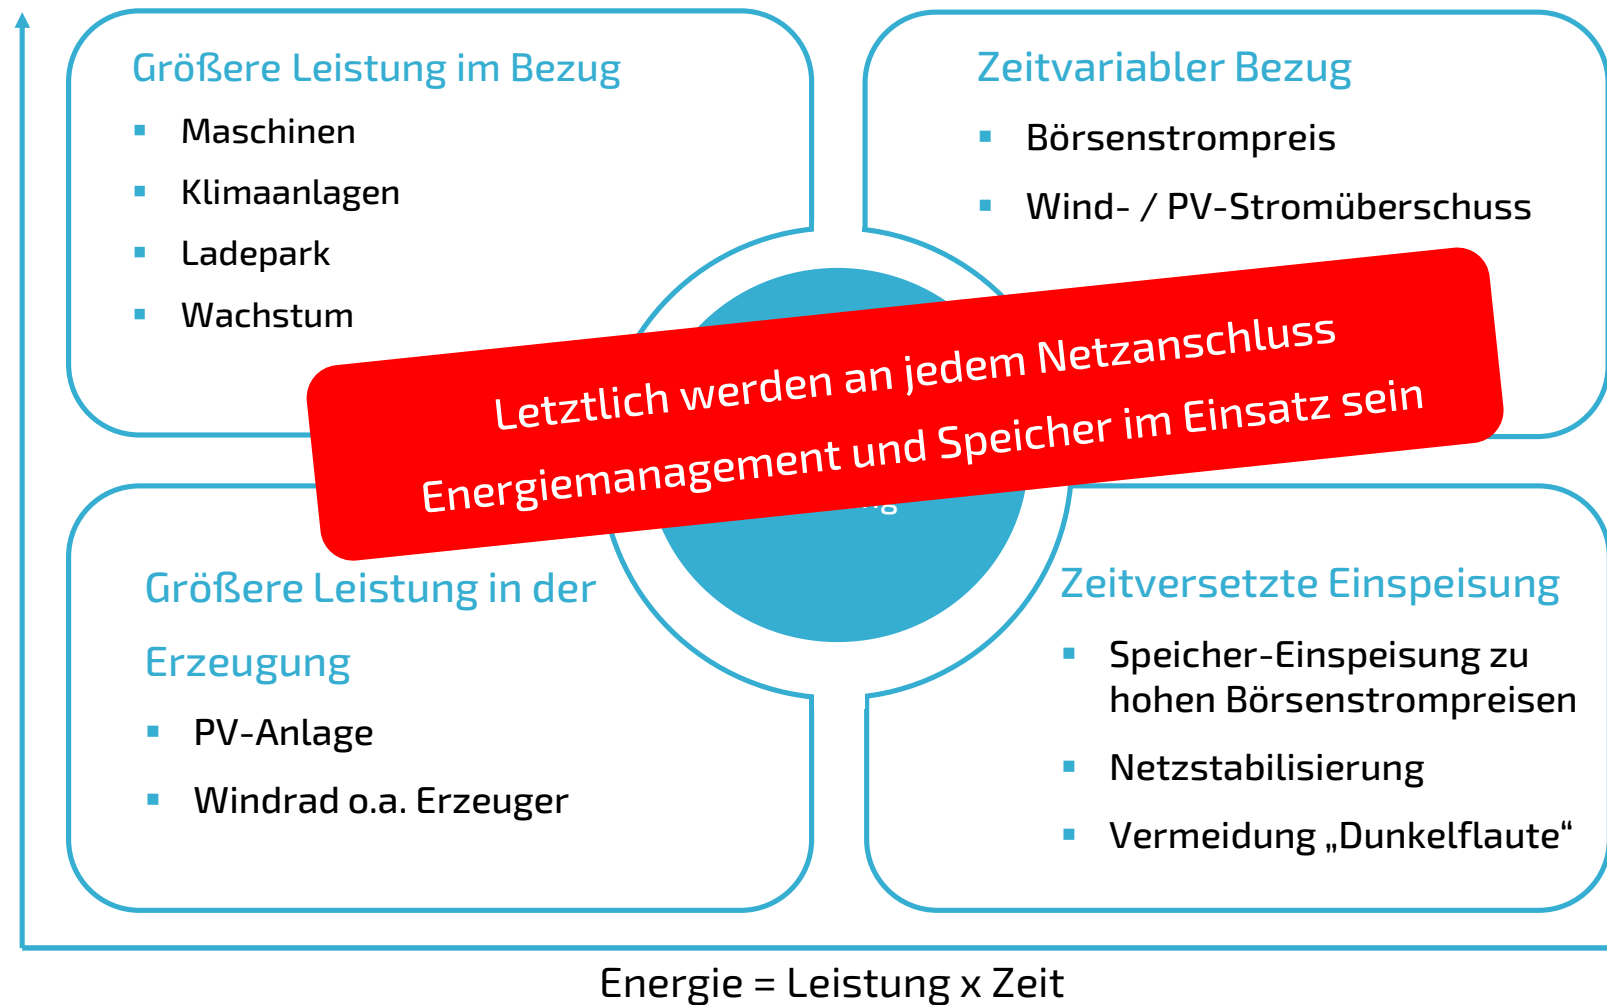 Größere Leistung im Bezug
Maschinen
Klimaanlagen
Ladepark
Wachstum
Zeitvariabler Bezug
Börsenstrompreis
Wind- / PV-Stromüberschuss
Letztlich werden an jedem Netzanschluss
Energiemanagement und Speicher im Einsatz sein
Größere Leistung in der
Erzeugung
PV-Anlage
Windrad o.a. Erzeuger
Zeitversetzte Einspeisung
Speicher-Einspeisung zu
hohen Börsenstrompreisen
Netzstabilisierung
Vermeidung „Dunkelflaute“
Energie = Leistung x Zeit